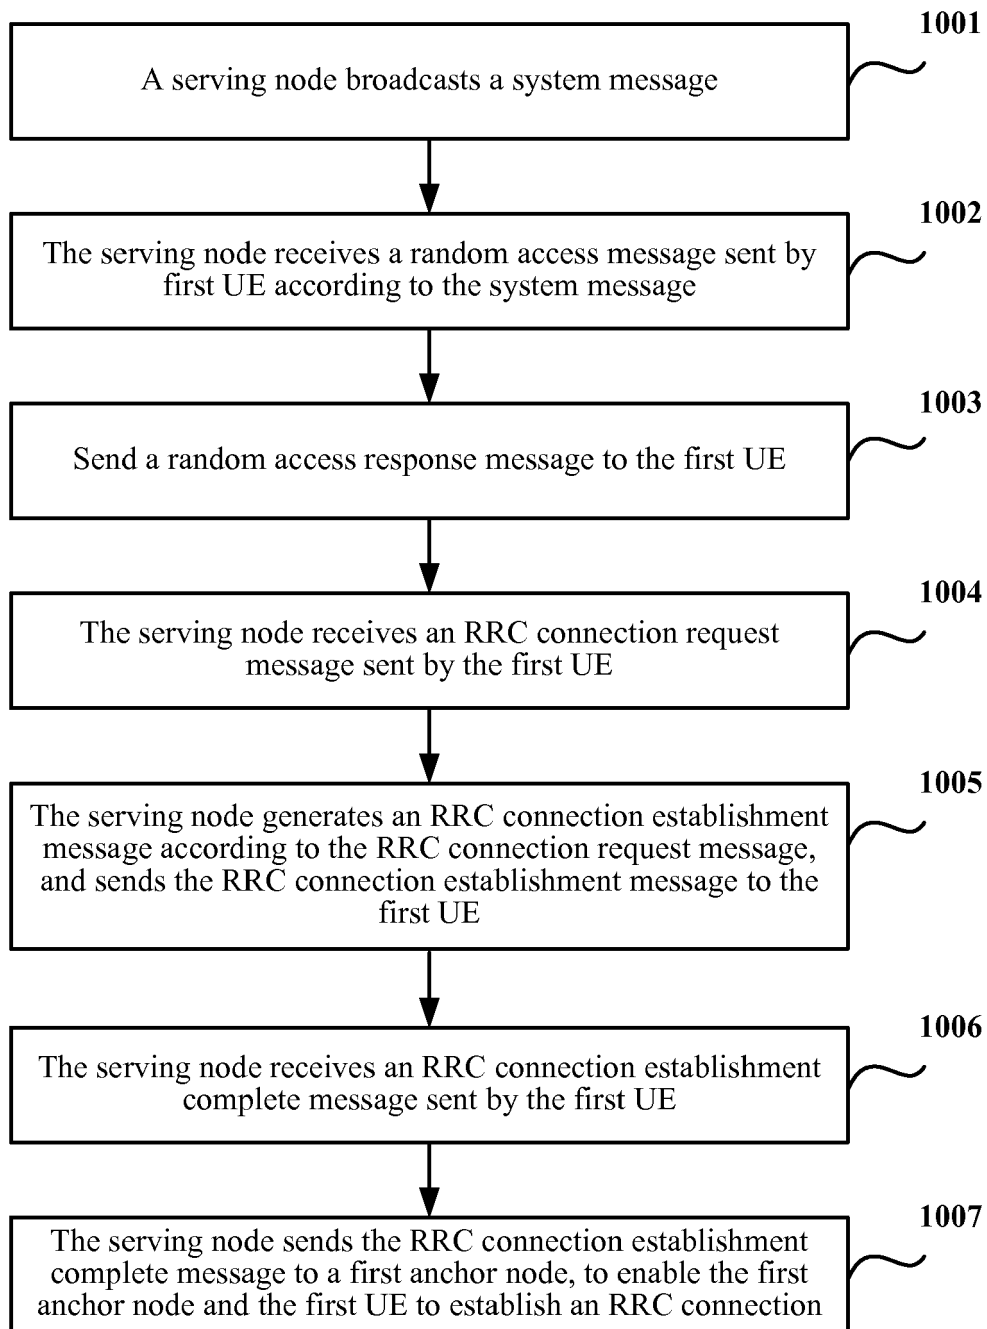 1001
A serving node broadcasts a system message
1002
The serving node receives a random access message sent by
first UE according to the system message
1003
Send a random access response message to the first UE
1004
The serving node receives an RRC connection request
message sent by the first UE
1005
The serving node generates an RRC connection establishment
message according to the RRC connection request message,
and sends the RRC connection establishment message to the
first UE
1006
The serving node receives an RRC connection establishment
complete message sent by the first UE
1007
The serving node sends the RRC connection establishment
complete message to a first anchor node, to enable the first
anchor node and the first UE to establish an RRC connection